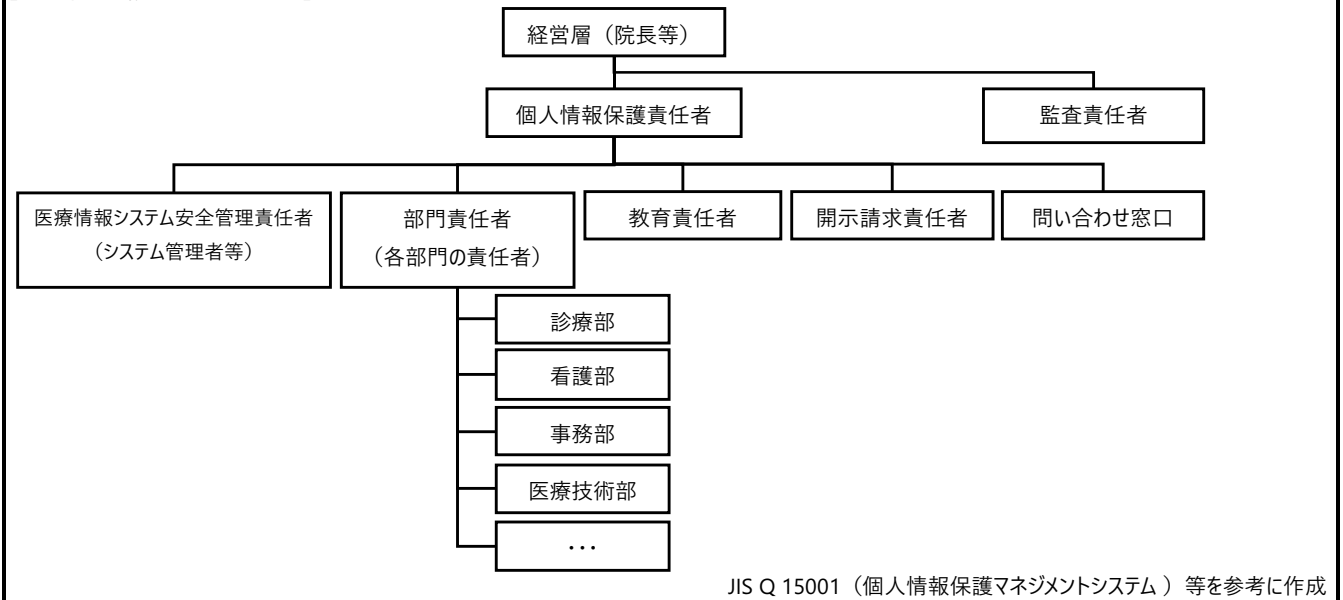 経営層（院長等）
個人情報保護責任者
監査責任者
医療情報システム安全管理責任者
（システム管理者等）
部門責任者
（各部門の責任者）
教育責任者
開示請求責任者
問い合わせ窓口
診療部
看護部
事務部
医療技術部
･･･
JIS Q 15001（個人情報保護マネジメントシステム ）等を参考に作成